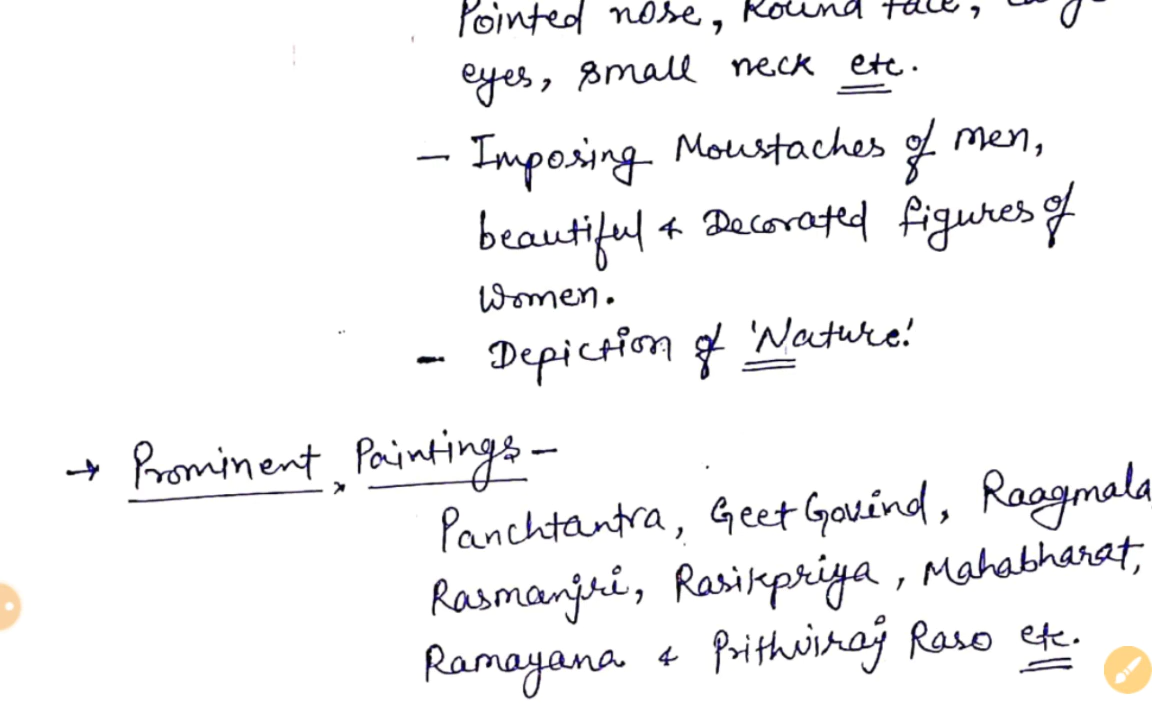 Pointed nose, Round face,
eyes, small neck etc.
- Imposing Moustaches of men,
beautiful & Decorated figures of
Women.
- Depiction of 'Nature'.
→ Prominent Paintings -
Panchtantra, Geet Govind, Raagmala
Rasmanjri, Rasikpriya, Mahabharat,
Ramayana & Prithviraj Raso etc.